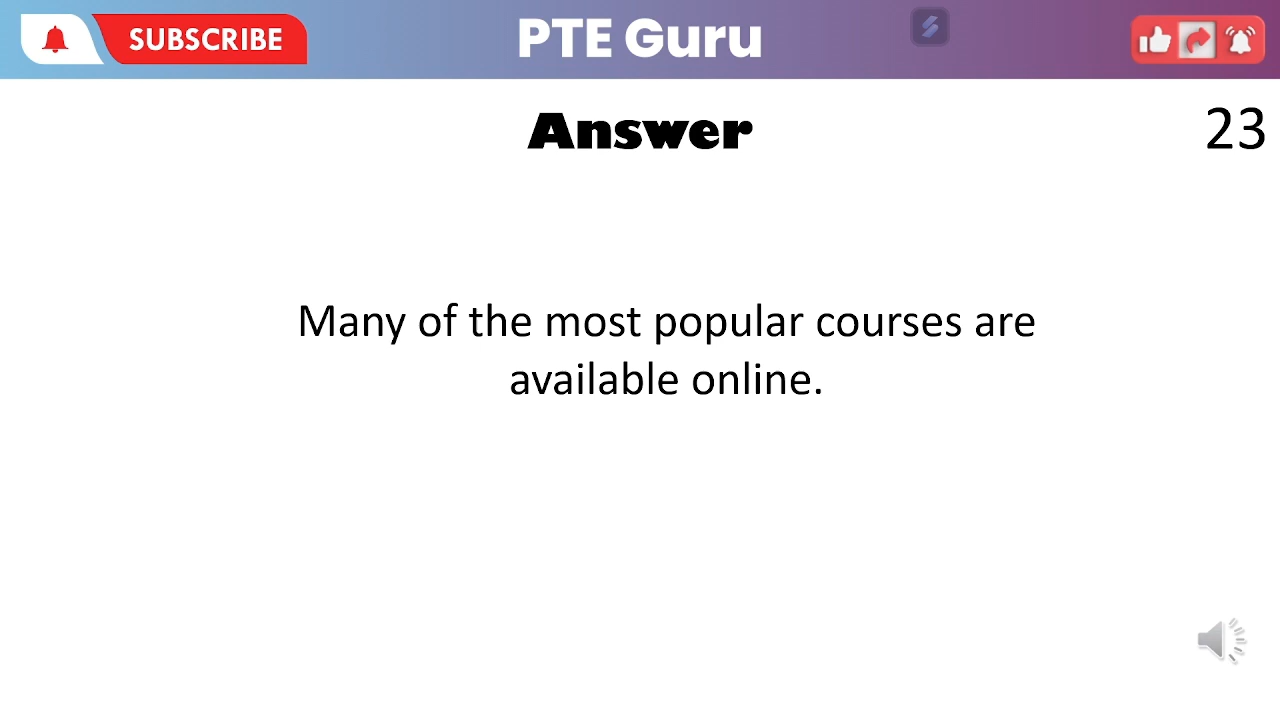 SUBSCRIBE
PTE Guru
Answer
23
Many of the most popular courses are
available online.